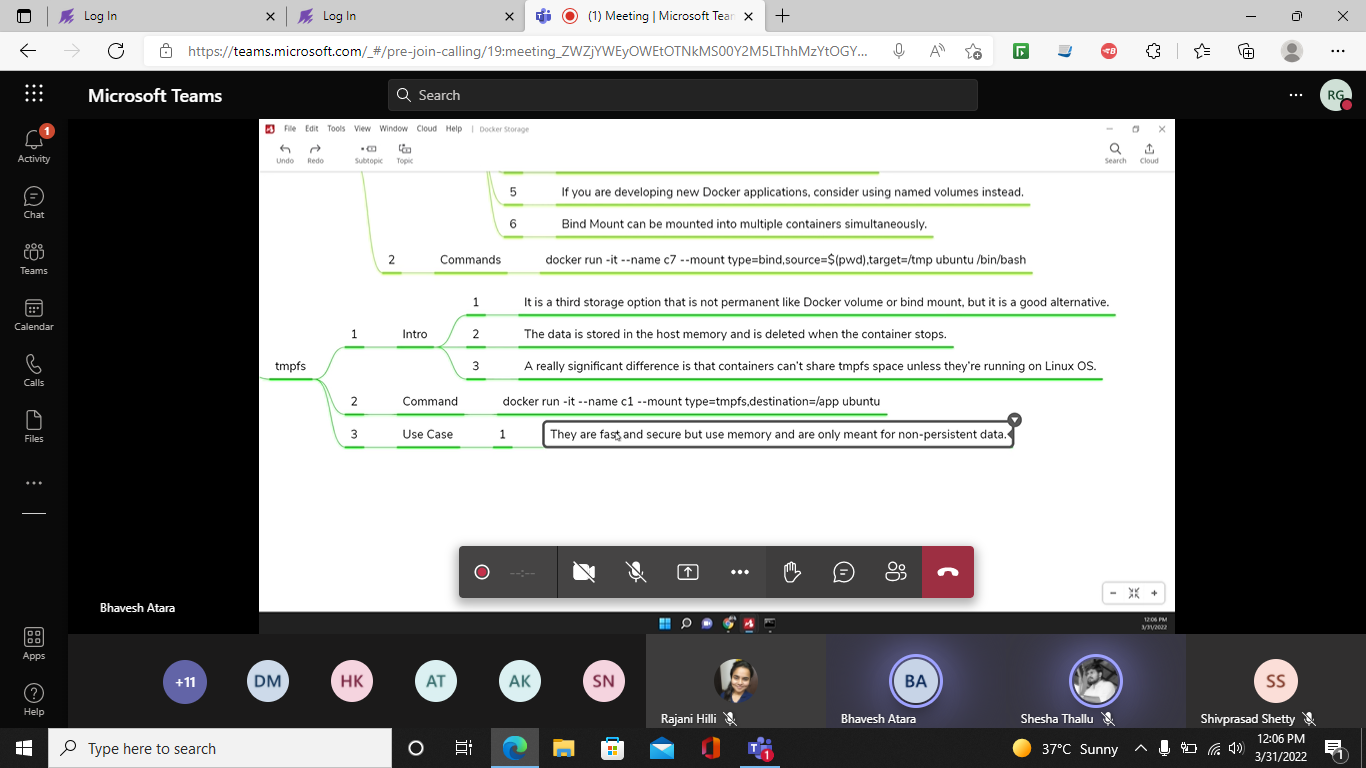 Log In
Log In
(1) Meeting | Microsoft Tear
https://teams.microsoft.com/_#/pre-join-calling/19:meeting_ZWZjYWEyOWEtOTNkMS00Y2M5LThhMzYtOGY...
Microsoft Teams
Search
RG
1
Activity
Chat
Teams
Calendar
Calls
Files
Apps
Help
File Edit Tools View Window Cloud Help | Docker Storage
Undo Redo Subtopic Topic Search Cloud
5 If you are developing new Docker applications, consider using named volumes instead.
6 Bind Mount can be mounted into multiple containers simultaneously.
2 Commands docker run -it --name c7 --mount type=bind,source=$(pwd),target=/tmp ubuntu /bin/bash
1 It is a third storage option that is not permanent like Docker volume or bind mount, but it is a good alternative.
1 Intro 2 The data is stored in the host memory and is deleted when the container stops.
tmpfs 3 A really significant difference is that containers can't share tmpfs space unless they're running on Linux OS.
2 Command docker run -it --name c1 --mount type=tmpfs,destination=/app ubuntu
3 Use Case 1 They are fast and secure but use memory and are only meant for non-persistent data.
--:--
Bhavesh Atara
12:06 PM
3/31/2022
+11 DM HK AT AK SN BA SS
Rajani Hilli Bhavesh Atara Shesha Thallu Shivprasad Shetty
Type here to search
1
37°C Sunny
12:06 PM
3/31/2022
1